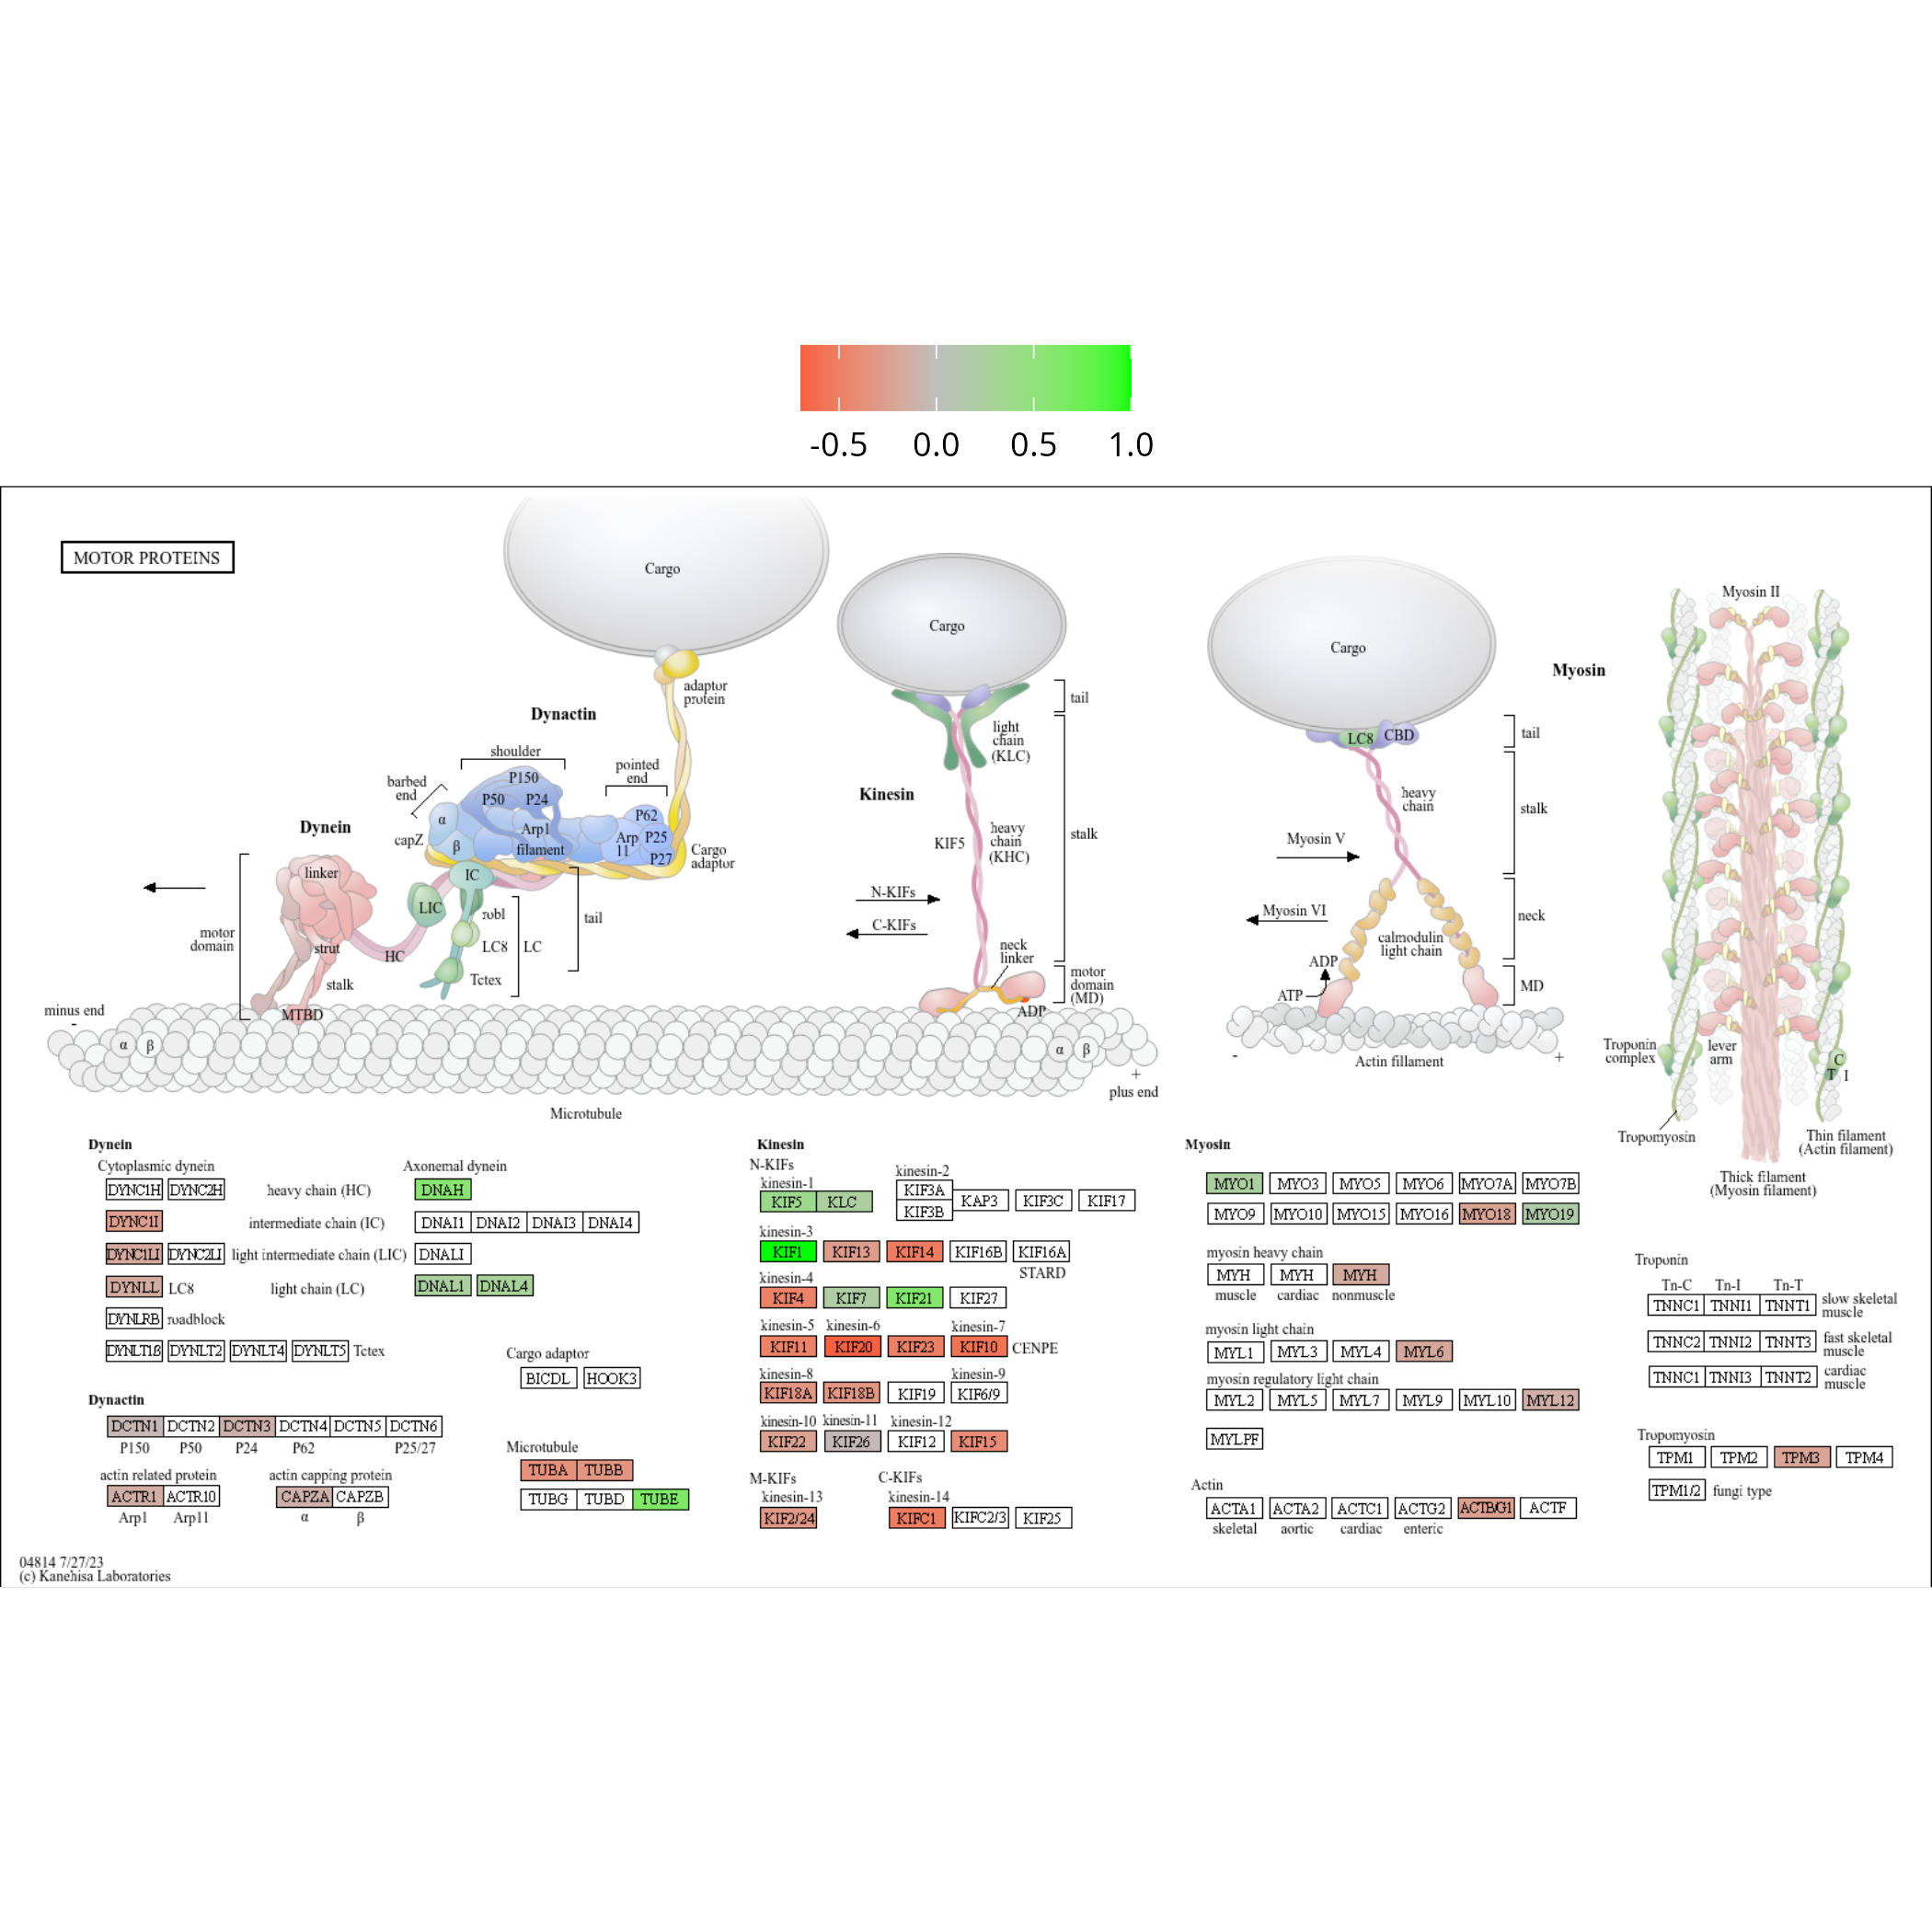 -0.5 0.0 0.5 1.0
MOTOR PROTEINS
Cargo
Cargo
Cargo
Myosin II
Myosin
adaptor
protein
Dynactin
tail
light
chain
(KLC)
LC8 CBD
tail
shoulder
pointed
end
barbed
end
P150
P50 P24
α
capZ
β
Arp1
filament
P62
Arp
11
P25
P27
Cargo
adaptor
Kinesin
heavy
chain
stalk
Dynein
KIF5
heavy
chain
(KHC)
stalk
Myosin V
linker
IC
LIC
robl
LC8
LC
Tctex
tail
N-KIFs
C-KIFs
Myosin VI
neck
calmodulin
light chain
motor
domain
strut
HC
stalk
MTBD
neck
linker
motor
domain
(MD)
ADP
ADP
ATP
MD
minus end
-
α β
α β
+
plus end
Microtubule
-
Actin fillament
+
Troponin
complex
lever
arm
C
T I
Tropomyosin
Thin filament
(Actin filament)
Thick filament
(Myosin filament)
Dynein
Cytoplasmic dynein
Axonemal dynein
DYNC1H DYNC2H heavy chain (HC) DNAH
DYNC1I intermediate chain (IC) DNAI1 DNAI2 DNAI3 DNAI4
DYNC1LI DYNC2LI light intermediate chain (LIC) DNALI
DYNLL LC8 light chain (LC) DNAL1 DNAL4
DYNLRB roadblock
DYNLT1B DYNLT2 DYNLT4 DYNLT5 Tctex
Cargo adaptor
BICDL HOOK3
Dynactin
DCTN1 DCTN2 DCTN3 DCTN4 DCTN5 DCTN6
P150 P50 P24 P62 P25/27
actin related protein
actin capping protein
ACTR1 ACTR10 CAPZA CAPZB
Arp1 Arp11 α β
Microtubule
TUBA TUBB
TUBG TUBD TUBE
Kinesin
N-KIFs
kinesin-1
kinesin-2
KIF5 KLC
KIF3A
KIF3B
KAP3 KIF3C KIF17
kinesin-3
KIF1 KIF13 KIF14 KIF16B KIF16A
STARD
kinesin-4
KIF4 KIF7 KIF21 KIF27
kinesin-5 kinesin-6 kinesin-7
KIF11 KIF20 KIF23 KIF10 CENPE
kinesin-8 kinesin-9
KIF18A KIF18B KIF19 KIF6/9
kinesin-10 kinesin-11 kinesin-12
KIF22 KIF26 KIF12 KIF15
M-KIFs C-KIFs
kinesin-13 kinesin-14
KIF2/24 KIFC1 KIFC2/3 KIF25
Myosin
MYO1 MYO3 MYO5 MYO6 MYO7A MYO7B
MYO9 MYO10 MYO15 MYO16 MYO18 MYO19
myosin heavy chain
MYH MYH MYH
muscle cardiac nonmuscle
myosin light chain
MYL1 MYL3 MYL4 MYL6
myosin regulatory light chain
MYL2 MYL5 MYL7 MYL9 MYL10 MYL12
MYLPF
Actin
ACTA1 ACTA2 ACTC1 ACTG2 ACTB/G1 ACTF
skeletal aortic cardiac enteric
Troponin
Tn-C Tn-I Tn-T
TNNC1 TNNI1 TNNT1 slow skeletal
muscle
TNNC2 TNNI2 TNNT3 fast skeletal
muscle
TNNC1 TNNI3 TNNT2 cardiac
muscle
Tropomyosin
TPM1 TPM2 TPM3 TPM4
TPM1/2 fungi type
04814 7/27/23
(c) Kanehisa Laboratories